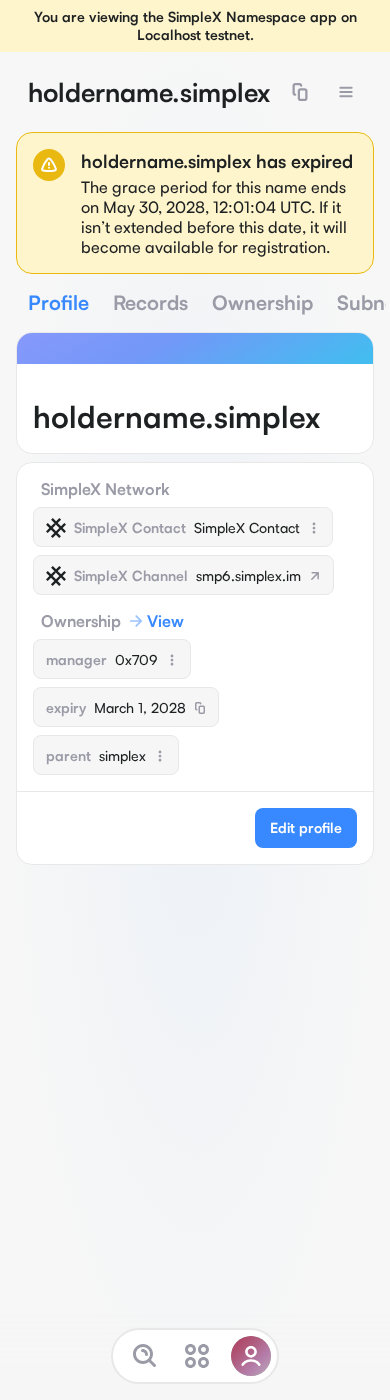 You are viewing the SimpleX Namespace app on
Localhost testnet.
holdername.simplex
holdername.simplex has expired
The grace period for this name ends
on May 30, 2028, 12:01:04 UTC. If it
isn’t extended before this date, it will
become available for registration.
Profile Records Ownership Subn
holdername.simplex
SimpleX Network
SimpleX Contact SimpleX Contact
SimpleX Channel smp6.simplex.im
Ownership → View
manager 0x709
expiry March 1, 2028
parent simplex
Edit profile